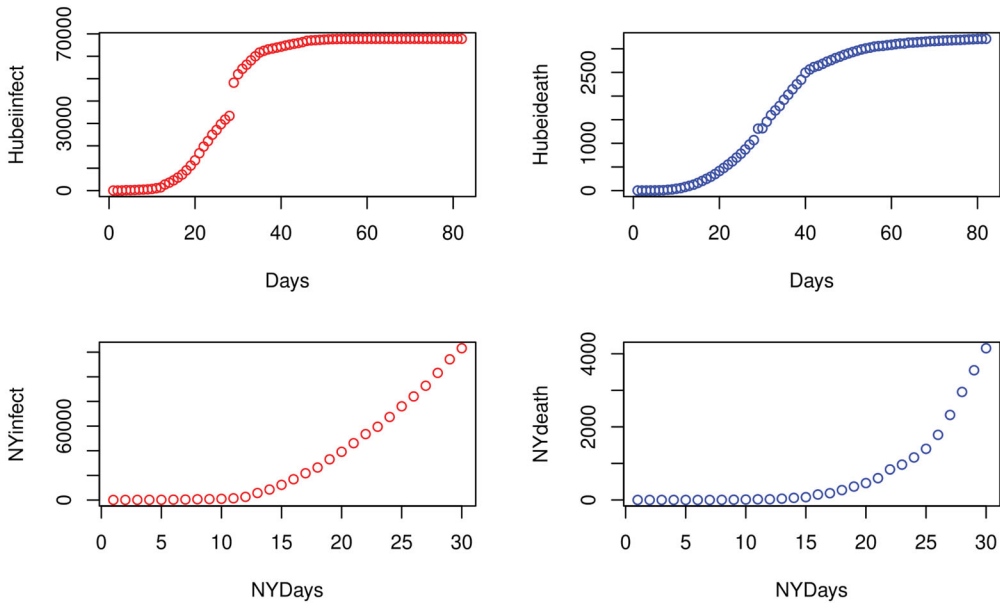 Hubeiinfect
0 30000 70000
0 20 40 60 80
Days
Hubeideath
0 1000 2500
0 20 40 60 80
Days
NYinfect
0 60000
0 5 10 15 20 25 30
NYDays
NYdeath
0 2000 4000
0 5 10 15 20 25 30
NYDays